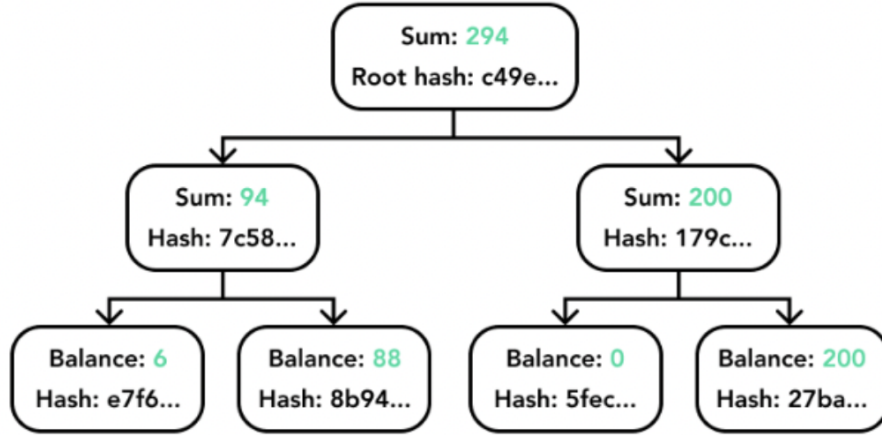 Sum: 294
Root hash: c49e...
Sum: 94
Hash: 7c58...
Sum: 200
Hash: 179c...
Balance: 6
Hash: e7f6...
Balance: 88
Hash: 8b94...
Balance: 0
Hash: 5fec...
Balance: 200
Hash: 27ba...